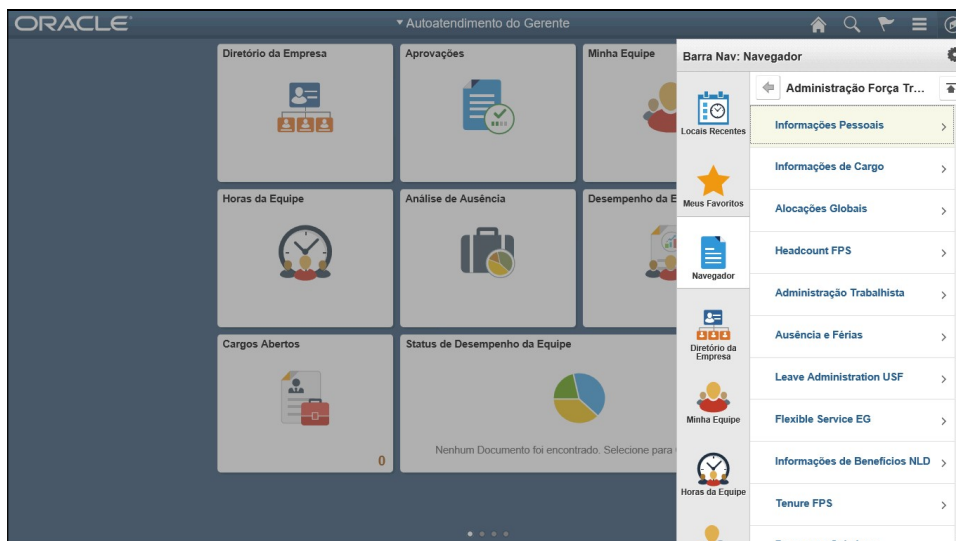 ORACLE
Autoatendimento do Gerente
Diretório da Empresa
Aprovações
Minha Equipe
Horas da Equipe
Análise de Ausência
Desempenho da E
Cargos Abertos
0
Status de Desempenho da Equipe
Nenhum Documento foi encontrado. Selecione para
Barra Nav: Navegador
Locais Recentes
Meus Favoritos
Navegador
Diretório da
Empresa
Minha Equipe
Horas da Equipe
Administração Força Tr...
Informações Pessoais
Informações de Cargo
Alocações Globais
Headcount FPS
Administração Trabalhista
Ausência e Férias
Leave Administration USF
Flexible Service EG
Informações de Benefícios NLD
Tenure FPS